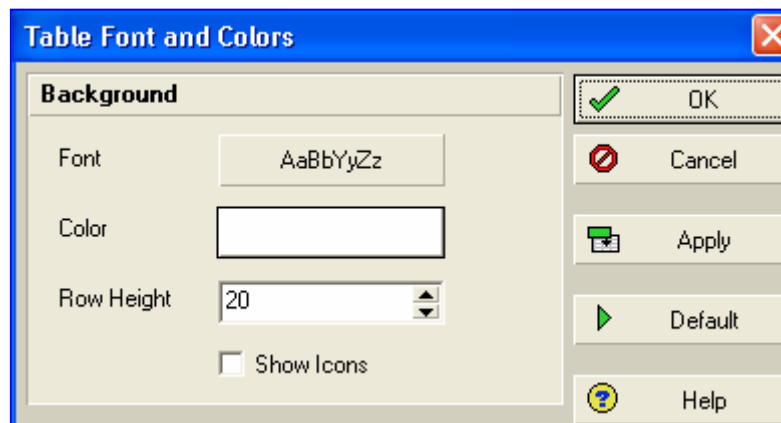 Table Font and Colors
Background
Font
AaBbYyZz
Color
Row Height
20
Show Icons
OK
Cancel
Apply
Default
Help